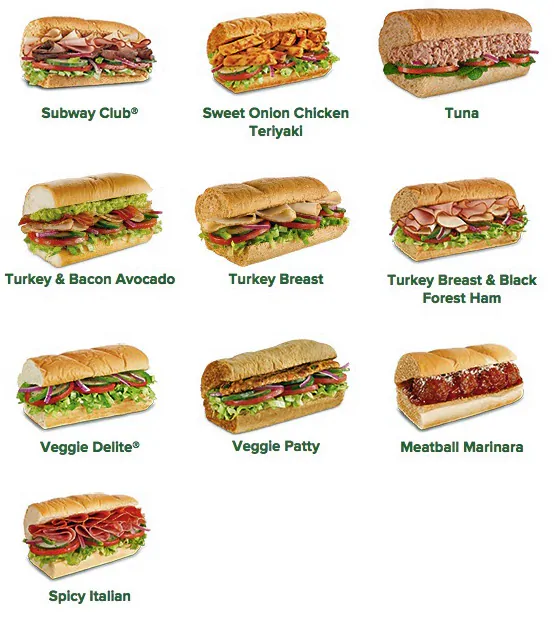 Subway Club®
Sweet Onion Chicken
Teriyaki
Tuna
Turkey & Bacon Avocado
Turkey Breast
Turkey Breast & Black
Forest Ham
Veggie Delite®
Veggie Patty
Meatball Marinara
Spicy Italian